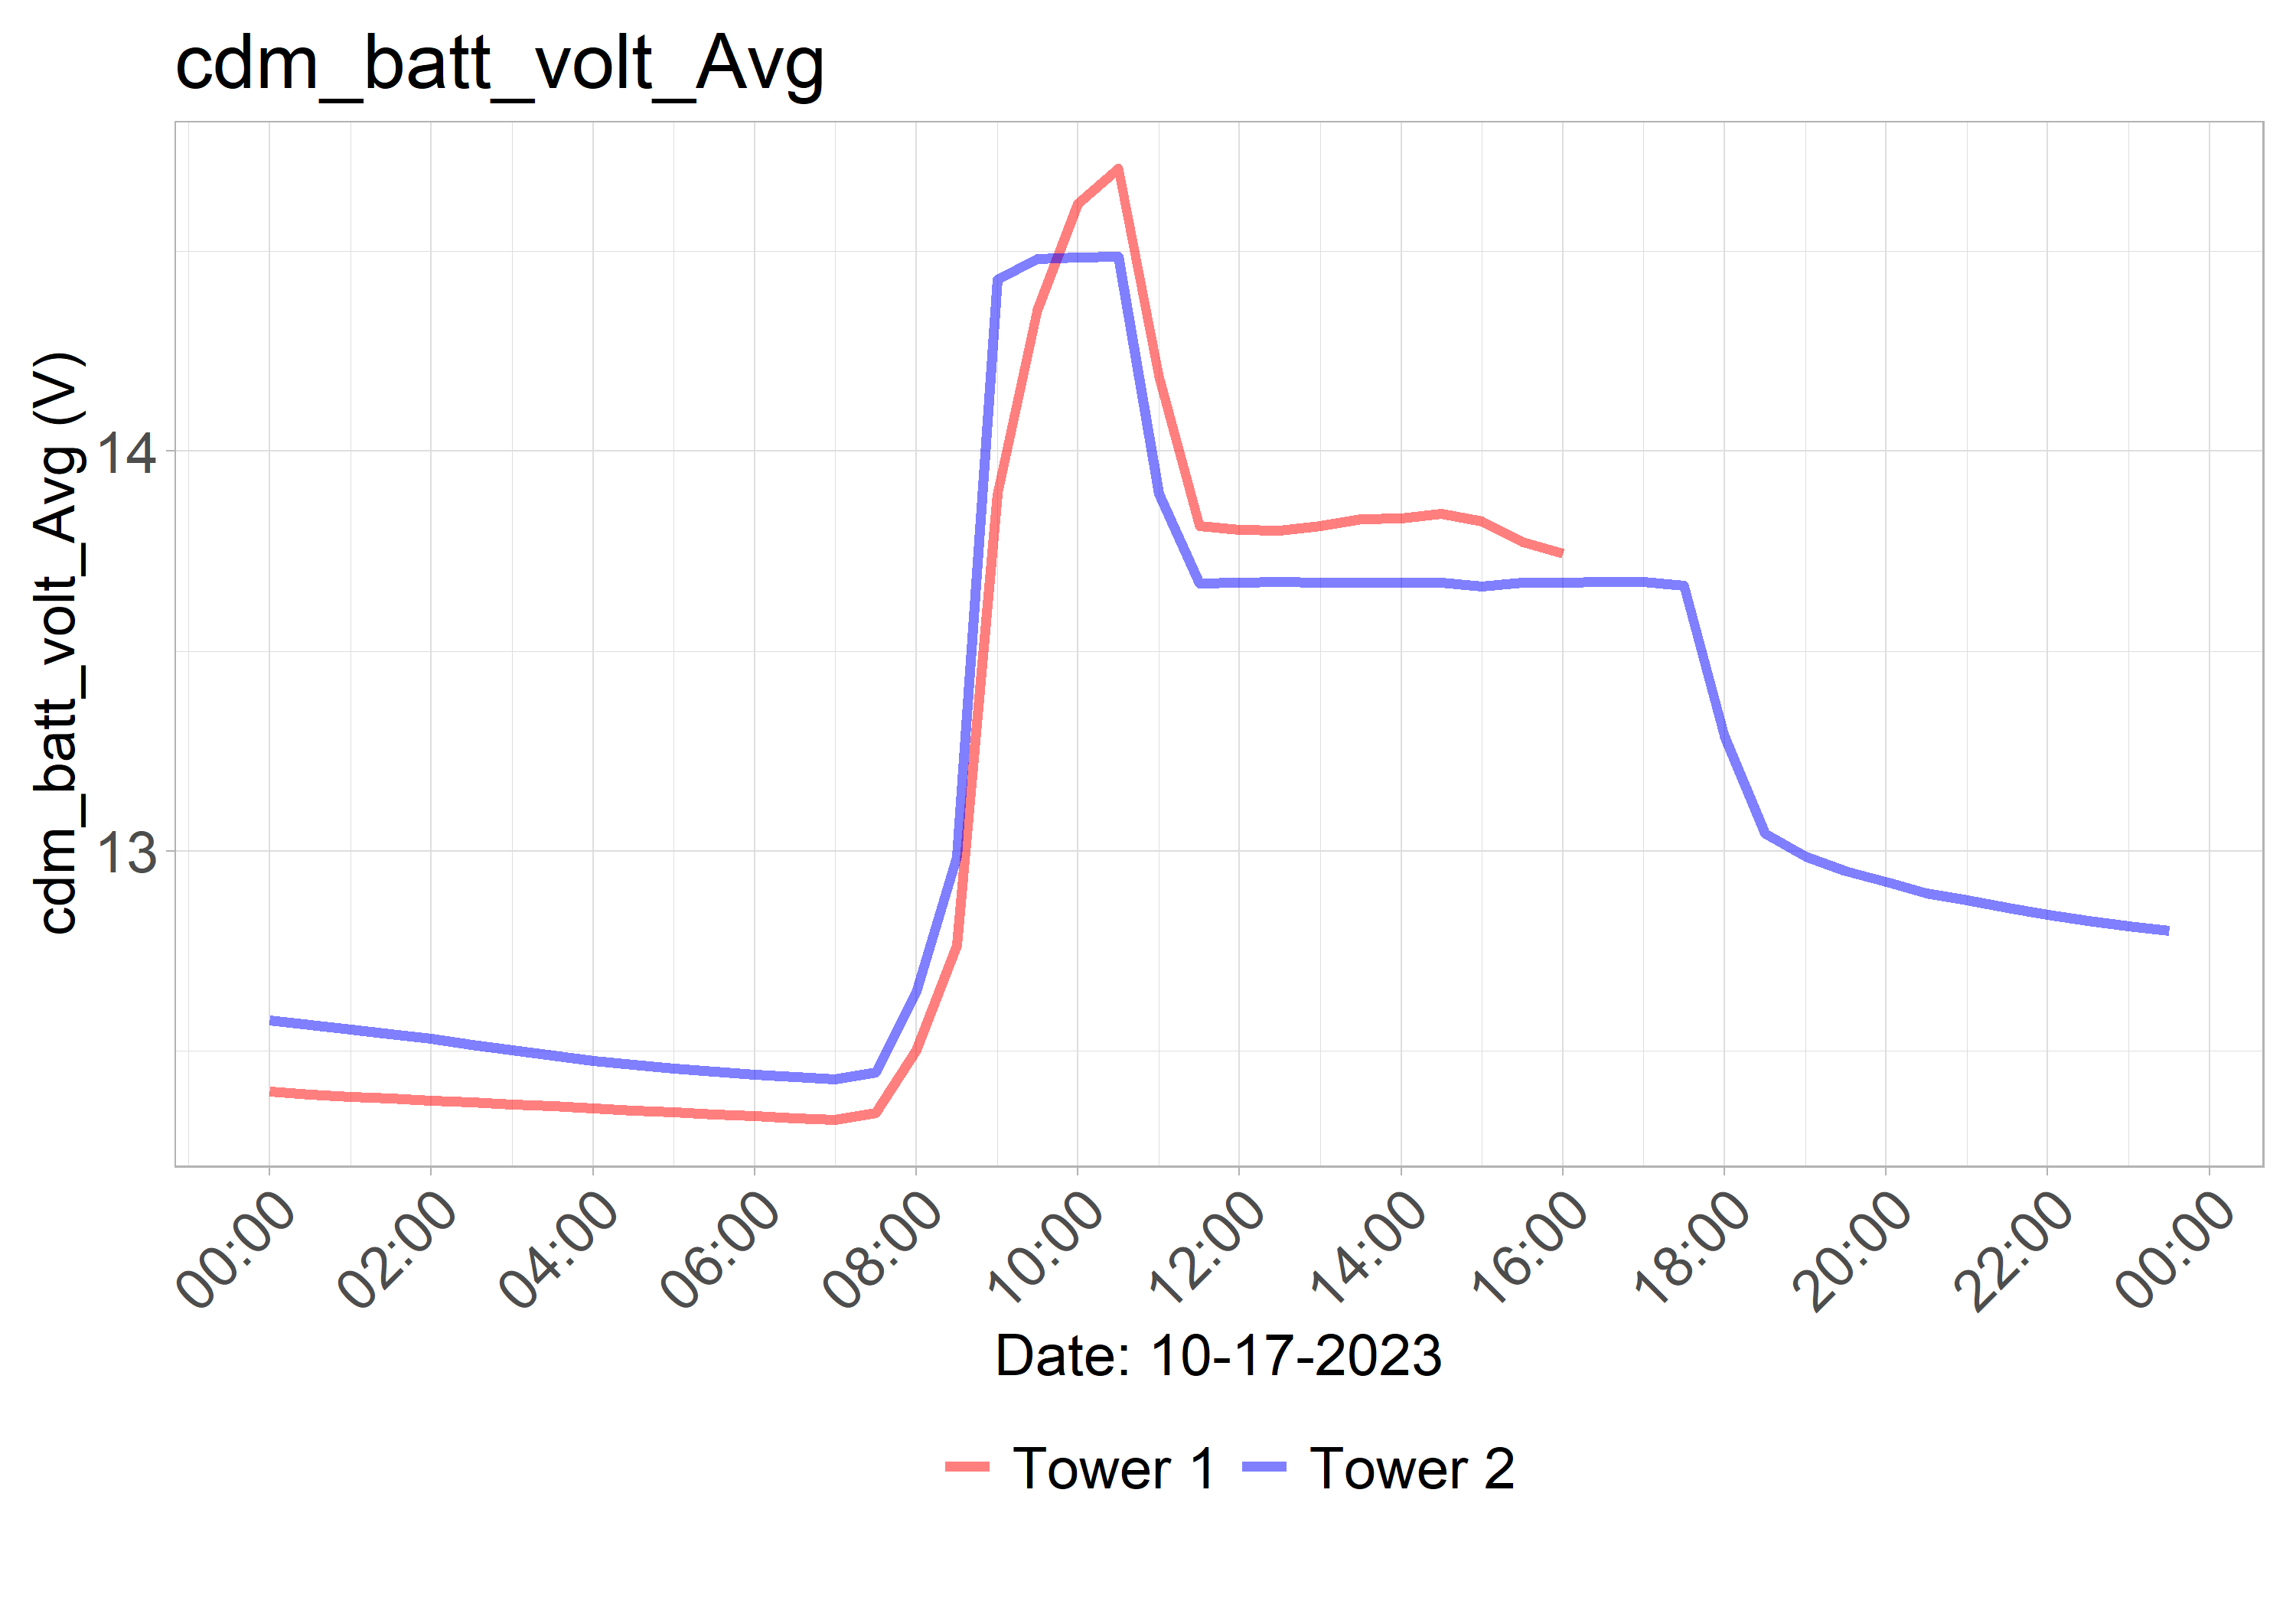 cdm_batt_volt_Avg
cdm_batt_volt_Avg (V)
14
13
00:00 02:00 04:00 06:00 08:00 10:00 12:00 14:00 16:00 18:00 20:00 22:00 00:00
Date: 10-17-2023
Tower 1 Tower 2